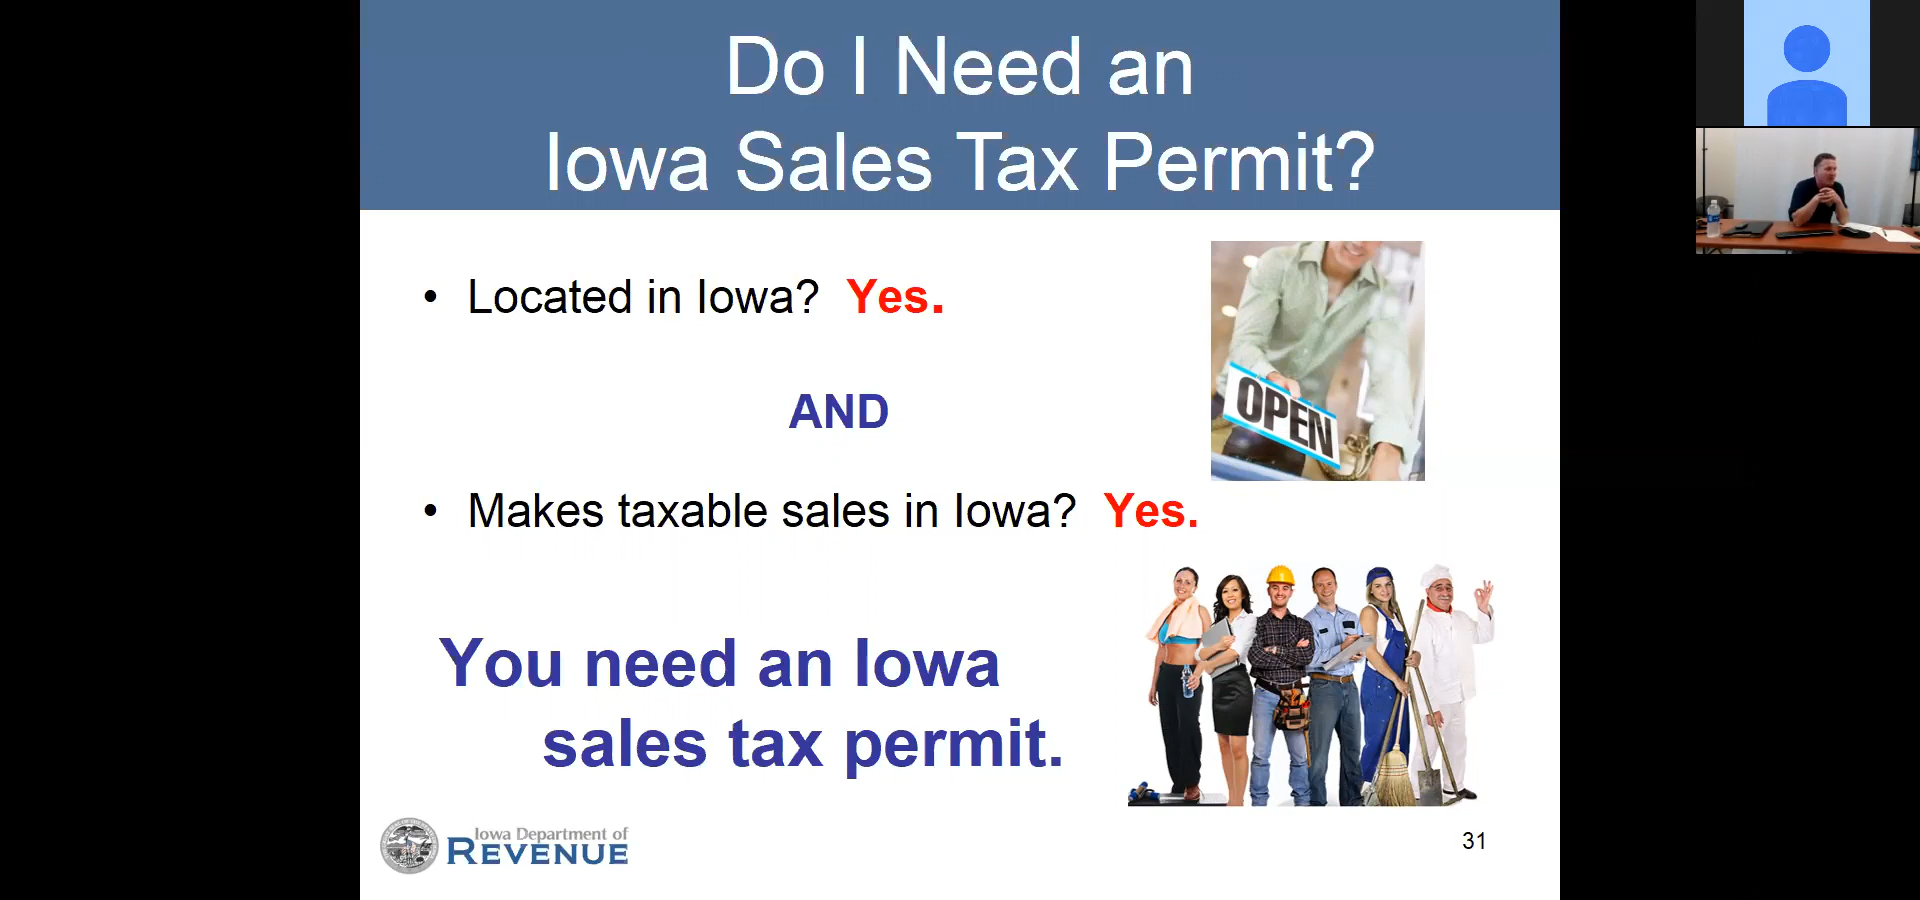 Do I Need an
Iowa Sales Tax Permit?
• Located in Iowa? Yes.
AND
• Makes taxable sales in Iowa? Yes.
OPEN
You need an Iowa
sales tax permit.
Iowa Department of
REVENUE
31